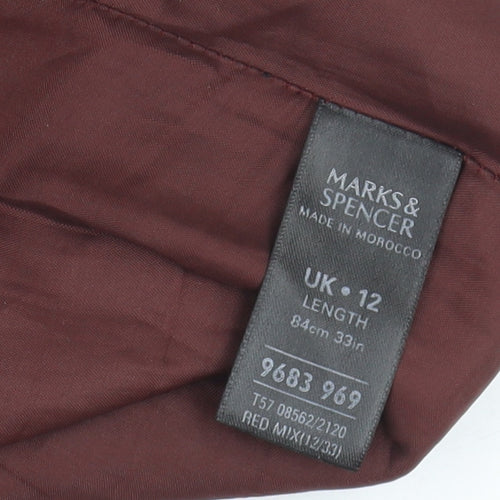 MARKS&
SPENCER
MADE IN MOROCCO
UK • 12
LENGTH
84cm 33in
9683 969
T57 08562/2120
RED MIX(12/33)